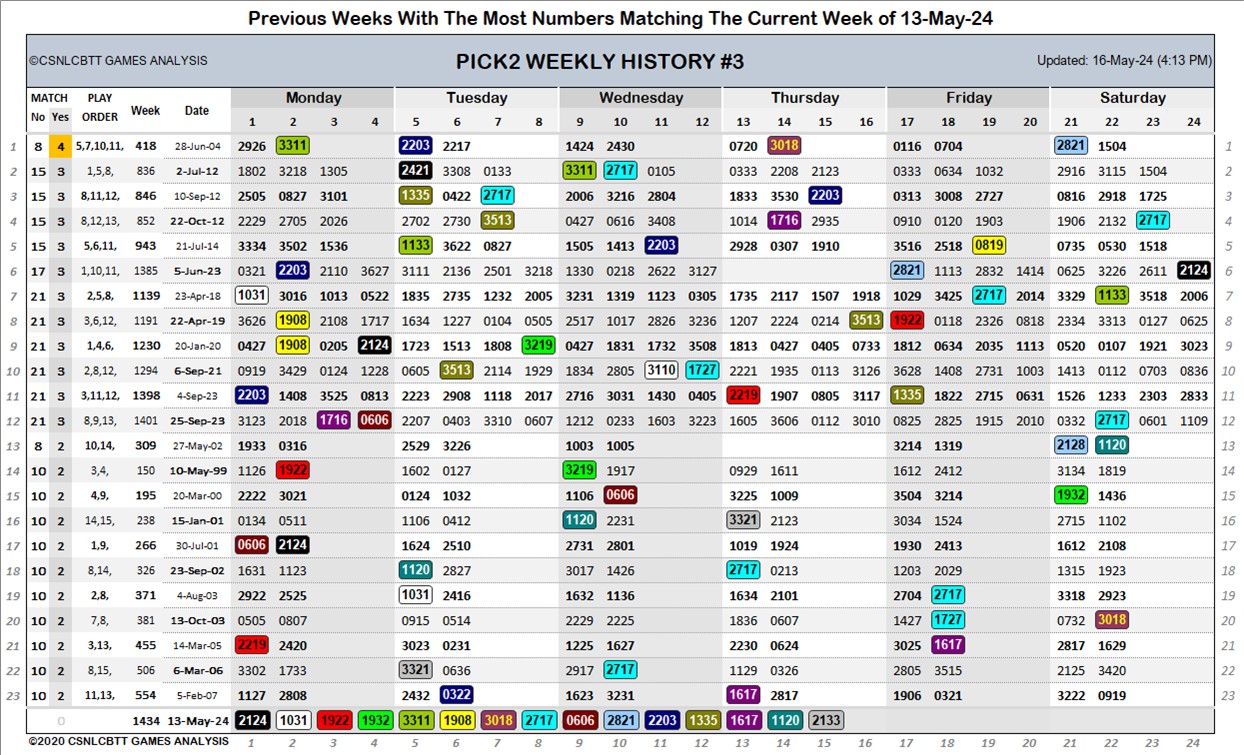 Previous Weeks With The Most Numbers Matching The Current Week of 13-May-24
©CSNLCBTT GAMES ANALYSIS PICK2 WEEKLY HISTORY #3 Updated: 16-May-24 (4:13 PM)
MATCH PLAY Week Date Monday Tuesday Wednesday Thursday Friday Saturday
No Yes ORDER 1 2 3 4 5 6 7 8 9 10 11 12 13 14 15 16 17 18 19 20 21 22 23 24
1 8 4 5,7,10,11, 418 28-Jun-04 2926 3311 2203 2217 1424 2430 0720 3018 0116 0704 2821 1504 1
2 15 3 1,5,8, 836 2-Jul-12 1802 3218 1305 2421 3308 0132 3311 2717 0105 0333 2208 2123 0333 0634 1032 2916 3115 1504 2
3 15 3 8,11,12, 846 10-Sep-12 2505 0827 3101 1335 0422 2717 2006 3216 2804 1833 3530 2203 0313 3008 2727 0816 2918 1725 3
4 15 3 8,12,13, 852 22-Oct-12 2229 2705 2026 2702 2730 3513 0427 0616 3408 1014 1716 2935 0910 0120 1903 1906 2132 2717 4
5 15 3 5,6,11, 943 21-Jul-14 3334 3502 1536 1133 3622 0827 1505 1413 2203 2928 0307 1910 3516 2518 0819 0735 0530 1518 5
6 17 3 1,10,11, 1385 5-Jun-23 0321 2203 2110 3627 3111 2136 2501 3218 1330 0218 2622 3127 2821 1113 2832 1414 0625 3226 2611 2124 6
7 21 3 2,5,8, 1139 23-Apr-18 1031 3016 1013 0522 1835 2735 1232 2005 3231 1319 1123 0305 1735 2117 1507 1918 1029 3425 2717 2014 3329 1133 3518 2006 7
8 21 3 3,6,12, 1191 22-Apr-19 3626 1908 2108 1717 1634 1227 0104 0505 2517 1017 2836 3236 1207 2224 0214 3513 1922 0118 2326 0818 2334 3313 0127 0625 8
9 21 3 1,4,6, 1230 20-Jan-20 0427 1908 0205 2124 1723 1513 1808 3219 0427 1831 1732 3508 1813 0427 0405 0733 1812 0634 2035 1113 0520 0107 1921 3023 9
10 21 3 2,8,12, 1294 6-Sep-21 0919 3429 0124 1228 0605 3513 2114 1929 1834 2805 3110 1727 2221 1935 0113 3126 3628 1408 2731 1003 1413 0112 0703 0836 10
11 21 3 3,11,12, 1398 4-Sep-23 2203 1408 3525 0813 2223 2908 1118 2017 2716 3031 1430 0405 2219 1907 0805 3117 1335 1822 2715 0631 1526 1233 2303 2833 11
12 21 3 8,9,13, 1401 25-Sep-23 3123 2018 1716 0606 2207 0403 3310 0607 1212 0233 1603 3223 1605 3606 0112 3010 0825 2825 1915 2010 0332 2717 0601 1109 12
13 8 2 10,14, 309 27-May-02 1933 0316 2529 3226 1003 1005 3214 1319 2128 1120 13
14 10 2 3,4, 150 10-May-99 1126 1922 1602 0127 3219 1917 0929 1611 1612 2412 3134 1819 14
15 10 2 4,9, 195 20-Mar-00 2222 3021 0124 1032 1106 0606 3225 1009 3504 3214 1932 1436 15
16 10 2 14,15, 238 15-Jan-01 0134 0511 1106 0412 1120 2231 3321 2123 3034 1524 2715 1102 16
17 10 2 1,9, 266 30-Jul-01 0606 2124 1624 2510 2731 2801 1019 1924 1930 2413 1612 2108 17
18 10 2 8,14, 326 23-Sep-02 1631 1123 1120 2827 3017 1426 2717 0213 1203 2029 1315 1923 18
19 10 2 2,8, 371 4-Aug-03 2922 2525 1031 2416 1632 1136 1634 2101 2704 2717 3318 2923 19
20 10 2 7,8, 381 13-Oct-03 0505 0807 0915 0514 2229 2225 1836 0607 1427 1727 0732 3018 20
21 10 2 3,13, 455 14-Mar-05 2219 2420 3023 0231 1225 1627 2230 0624 3025 1617 2817 1629 21
22 10 2 8,15, 506 6-Mar-06 3302 1733 3321 0636 2917 2717 1129 0326 2805 3515 2125 3420 22
23 10 2 11,13, 554 5-Feb-07 1127 2808 2432 0322 1623 3231 1617 2817 1906 0321 3222 0919 23
0 1434 13-May-24 2124 1031 1922 1932 3311 1908 3018 2717 0606 2821 2203 1335 1617 1120 2133
©2020 CSNLCBTT GAMES ANALYSIS 1 2 3 4 5 6 7 8 9 10 11 12 13 14 15 16 17 18 19 20 21 22 23 24